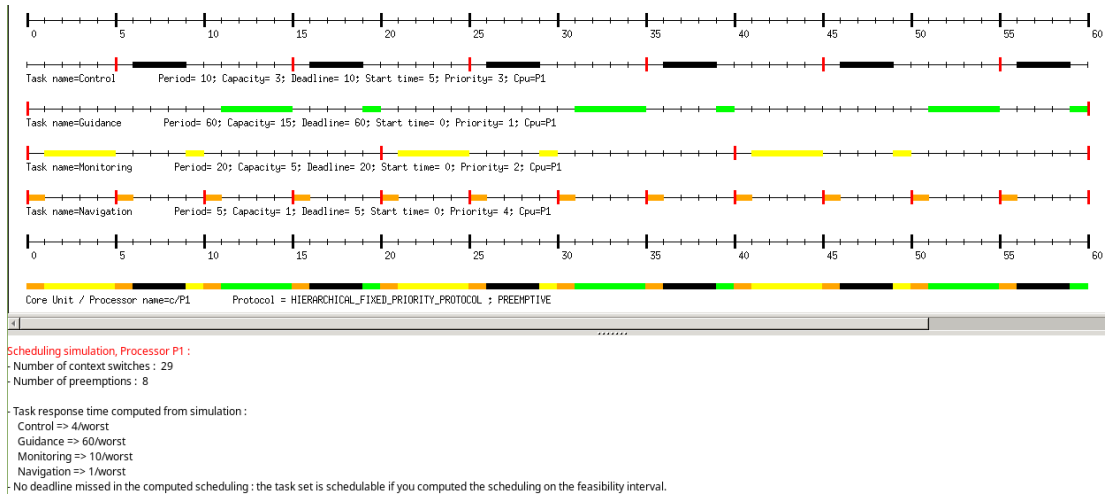 0 5 10 15 20 25 30 35 40 45 50 55 60
Task name=Control Period= 10; Capacity= 3; Deadline= 10; Start time= 5; Priority= 3; Cpu=P1
Task name=Guidance Period= 60; Capacity= 15; Deadline= 60; Start time= 0; Priority= 1; Cpu=P1
Task name=Monitoring Period= 20; Capacity= 5; Deadline= 20; Start time= 0; Priority= 2; Cpu=P1
Task name=Navigation Period= 5; Capacity= 1; Deadline= 5; Start time= 0; Priority= 4; Cpu=P1
0 5 10 15 20 25 30 35 40 45 50 55 60
Core Unit / Processor name=c/P1 Protocol = HIERARCHICAL_FIXED_PRIORITY_PROTOCOL ; PREEMPTIVE
Scheduling simulation, Processor P1 :
- Number of context switches : 29
- Number of preemptions : 8
- Task response time computed from simulation :
Control => 4/worst
Guidance => 60/worst
Monitoring => 10/worst
Navigation => 1/worst
- No deadline missed in the computed scheduling : the task set is schedulable if you computed the scheduling on the feasibility interval.